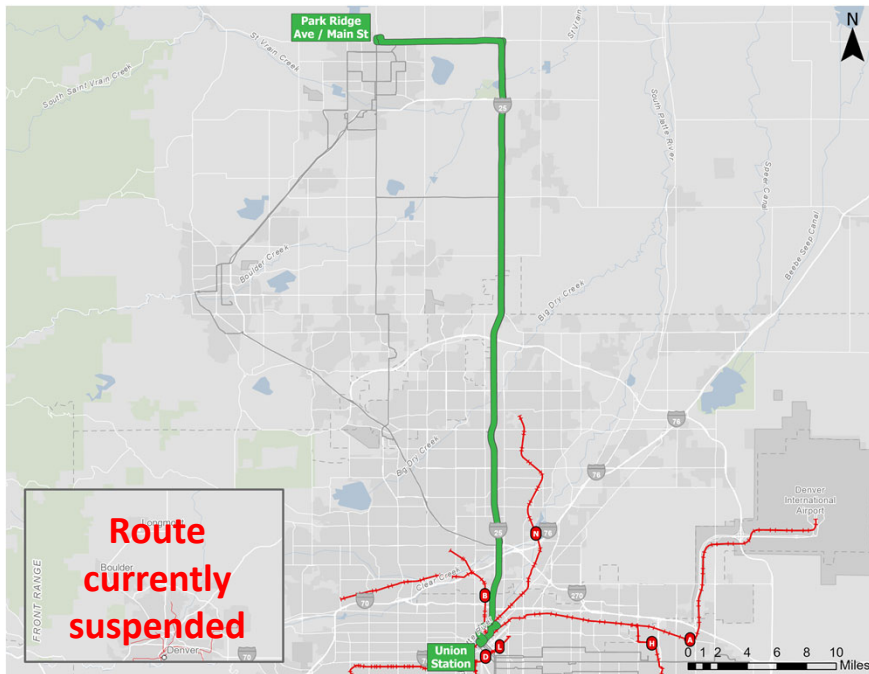 Park Ridge
Ave / Main St
N
St Vrain Creek
St Vrain
South Saint Vrain Creek
25
South Platte River
Speer Canal
Beebe Seep Canal
Boulder Creek
Big Dry Creek
76
Big Dry Creek
76
Denver
International
Airport
25
N
76
Clear Creek
270
70
B
Route
currently
suspended
Longmont
Boulder
FRONT RANGE
Denver
70
Union
Station
D
L
H
A
0 1 2 4 6 8 10
Miles